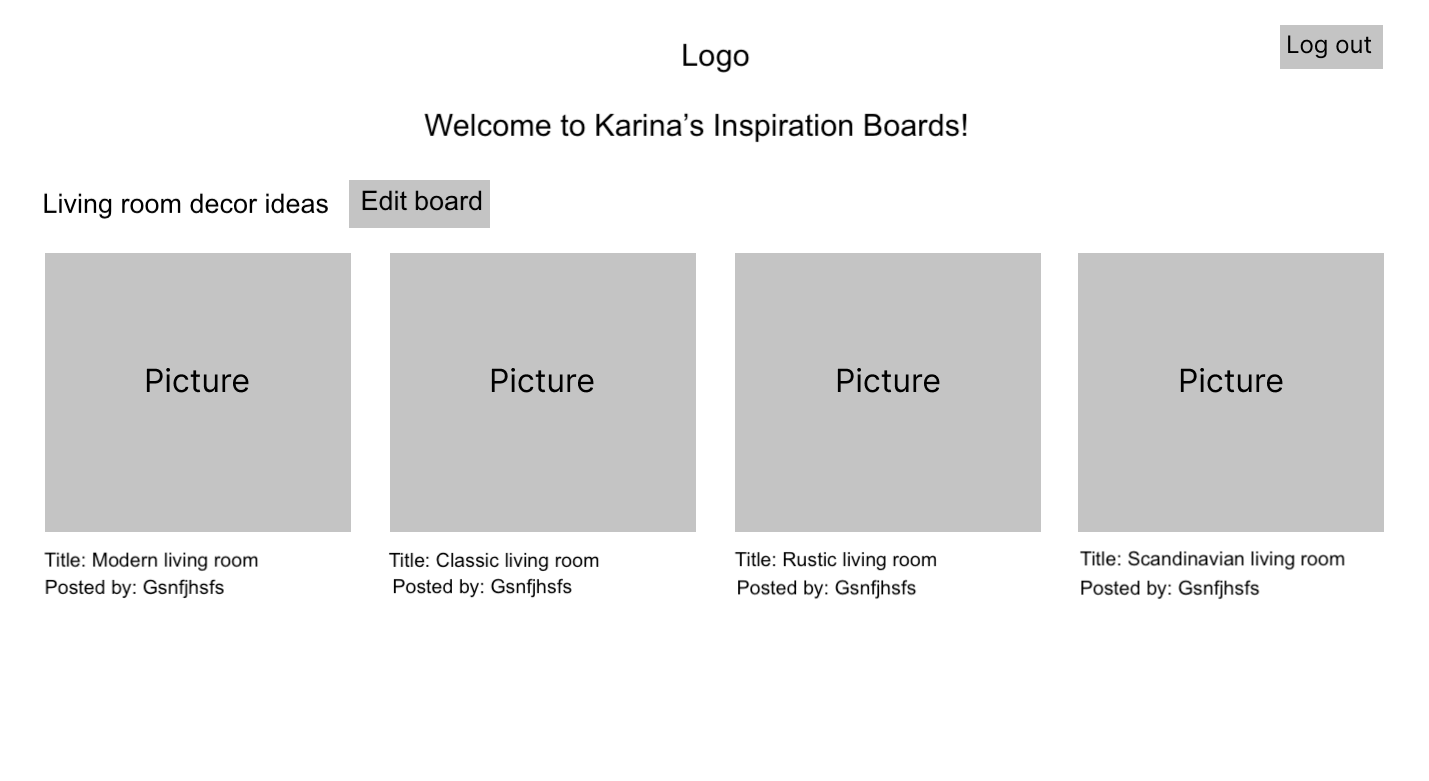 Logo
Log out
Welcome to Karina’s Inspiration Boards!
Living room decor ideas
Edit board
Picture
Picture
Picture
Picture
Title: Modern living room
Posted by: Gsnfjhsfs
Title: Classic living room
Posted by: Gsnfjhsfs
Title: Rustic living room
Posted by: Gsnfjhsfs
Title: Scandinavian living room
Posted by: Gsnfjhsfs